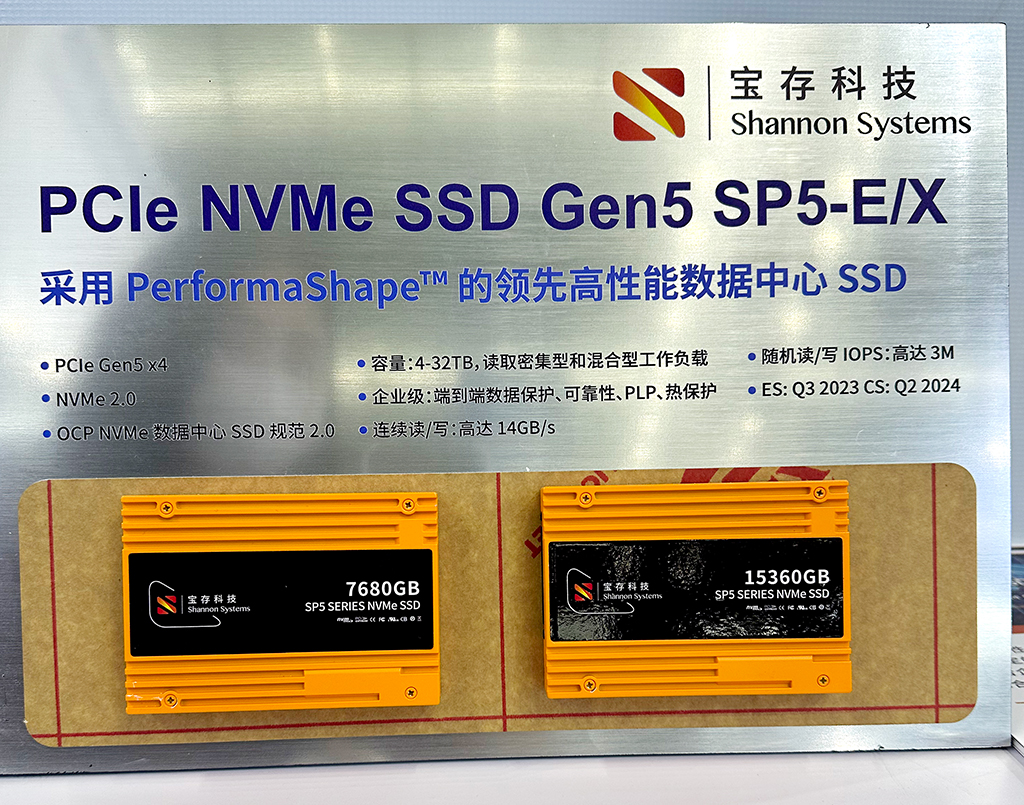 宝存科技
Shannon Systems
PCIe NVMe SSD Gen5 SP5-E/X
采用 PerformaShape™ 的领先高性能数据中心 SSD
• PCIe Gen5 x4
• NVMe 2.0
• OCP NVMe 数据中心 SSD 规范 2.0
• 容量：4-32TB，读取密集型和混合型工作负载
• 企业级：端到端数据保护、可靠性、PLP、热保护
• 连续读/写：高达 14GB/s
• 随机读/写 IOPS：高达 3M
• ES: Q3 2023 CS: Q2 2024
宝存科技
Shannon Systems
7680GB
SP5 SERIES NVMe SSD
宝存科技
Shannon Systems
15360GB
SP5 SERIES NVMe SSD